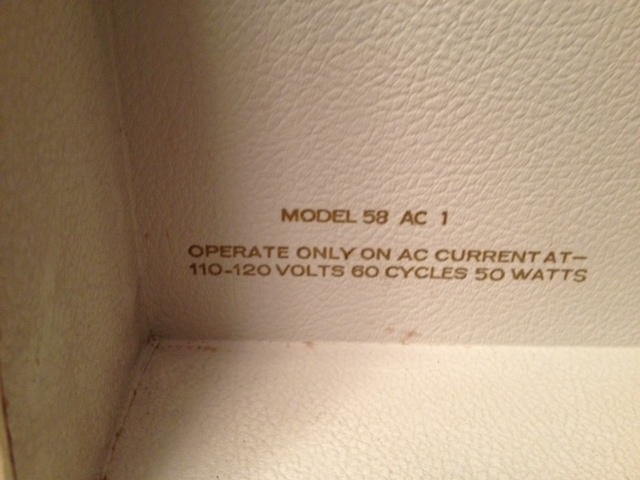 MODEL 58 AC 1
OPERATE ONLY ON AC CURRENT AT—
110-120 VOLTS 60 CYCLES 50 WATTS